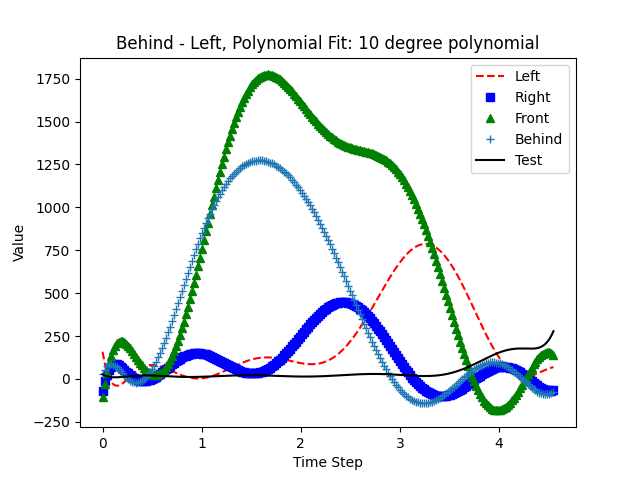 Behind - Left, Polynomial Fit: 10 degree polynomial
1750
1500
1250
1000
750
500
250
0
−250
Value
Left
Right
Front
Behind
Test
0 1 2 3 4
Time Step